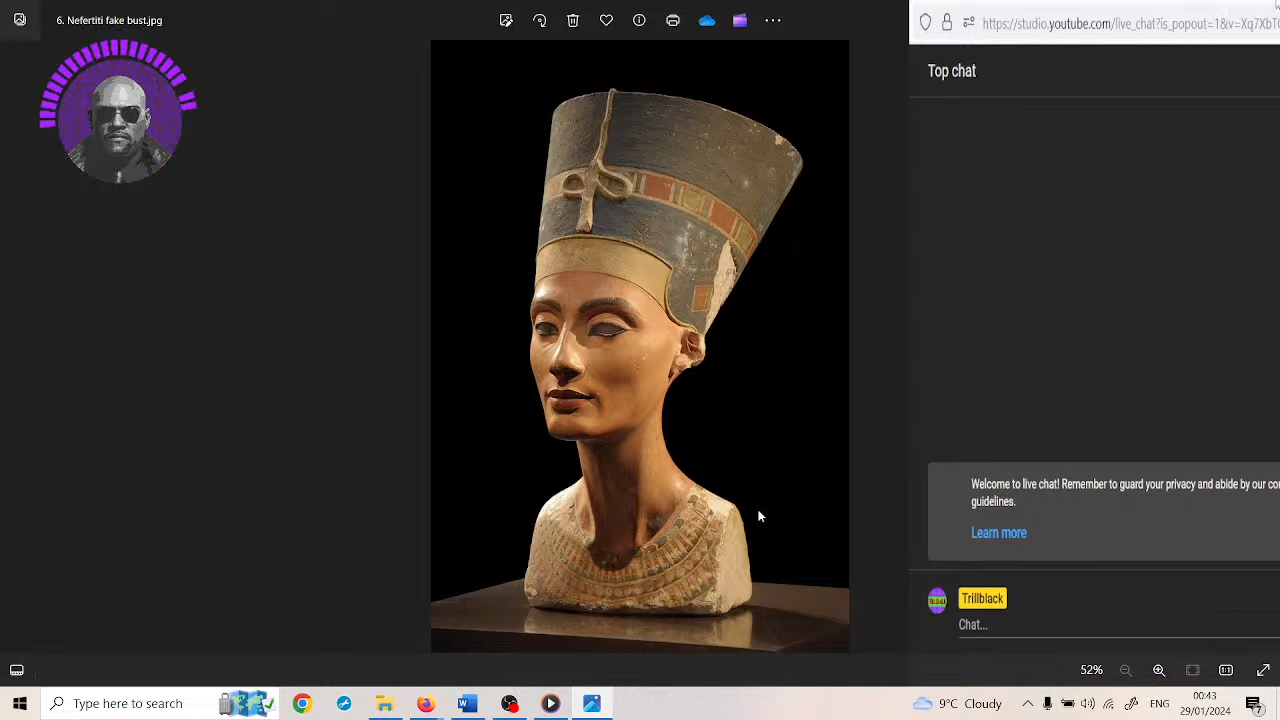 6. Nefertiti fake bust.jpg
https://studio.youtube.com/live_chat?is_popout=1&v=Xq7Xb1
Top chat
Welcome to live chat! Remember to guard your privacy and abide by our
guidelines.
Learn more
Trillblack
Chat...
52%
Type here to search
9°C Cloudy
ENG
00:43
29/01/2024